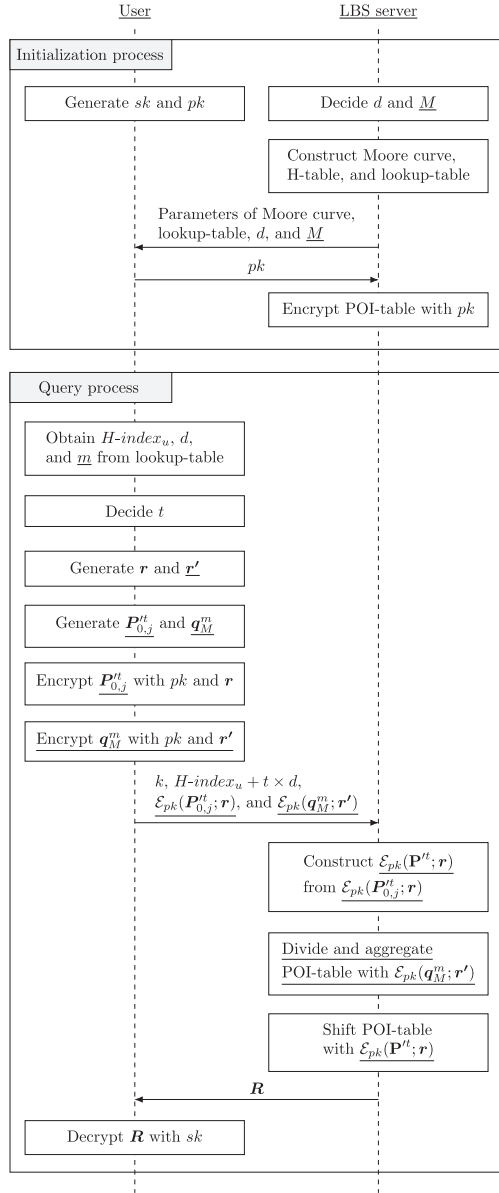 User LBS server
Initialization process
Generate sk and pk
Decide d and M
Construct Moore curve,
H-table, and lookup-table
Parameters of Moore curve,
lookup-table, d, and M
pk
Encrypt POI-table with pk
Query process
Obtain H-index_u, d,
and m from lookup-table
Decide t
Generate r and r'
Generate P'^t_{0,j} and q^m_M
Encrypt P'^t_{0,j} with pk and r
Encrypt q^m_M with pk and r'
k, H-index_u + t × d,
ℰ_pk(P'^t_{0,j}; r), and ℰ_pk(q^m_M; r')
Construct ℰ_pk(P'^t; r)
from ℰ_pk(P'^t_{0,j}; r)
Divide and aggregate
POI-table with ℰ_pk(q^m_M; r')
Shift POI-table
with ℰ_pk(P'^t; r)
R
Decrypt R with sk